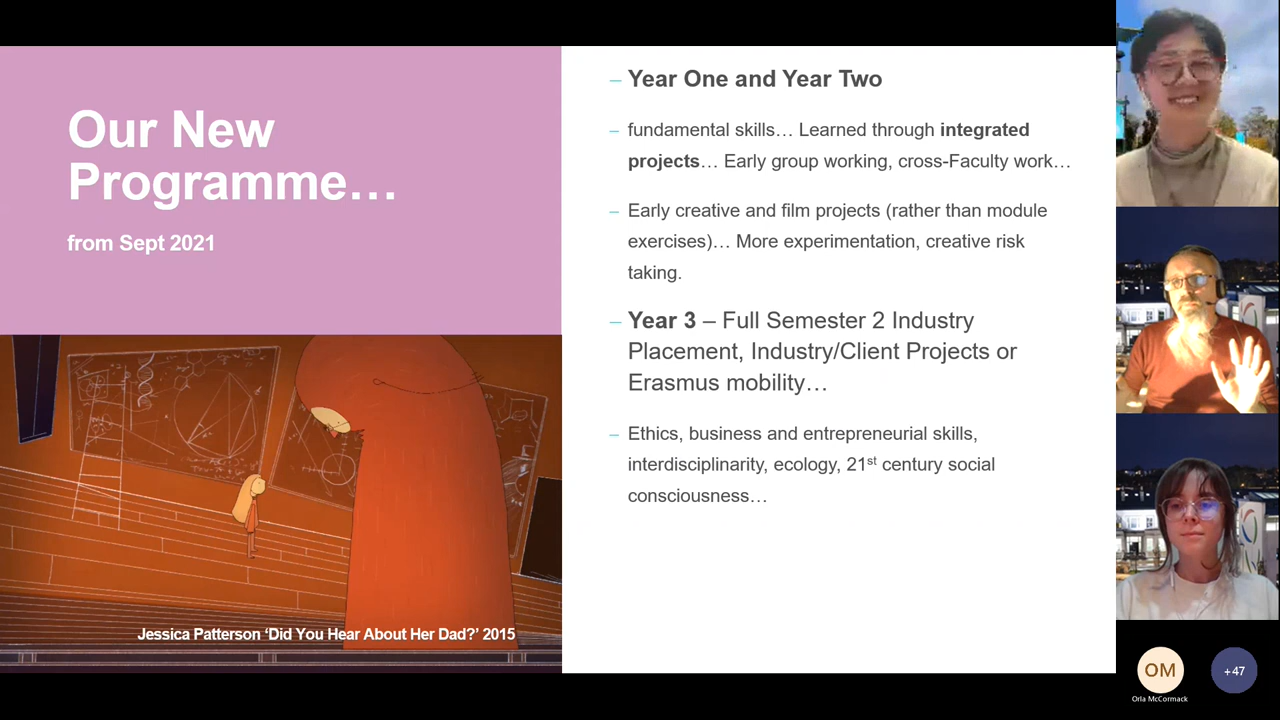 Our New
Programme…
from Sept 2021
Jessica Patterson ‘Did You Hear About Her Dad?’ 2015
– Year One and Year Two
– fundamental skills… Learned through integrated
projects… Early group working, cross-Faculty work…
– Early creative and film projects (rather than module
exercises)… More experimentation, creative risk
taking.
– Year 3 – Full Semester 2 Industry
Placement, Industry/Client Projects or
Erasmus mobility…
– Ethics, business and entrepreneurial skills,
interdisciplinarity, ecology, 21st century social
consciousness…
OM
Orla McCormack
+47